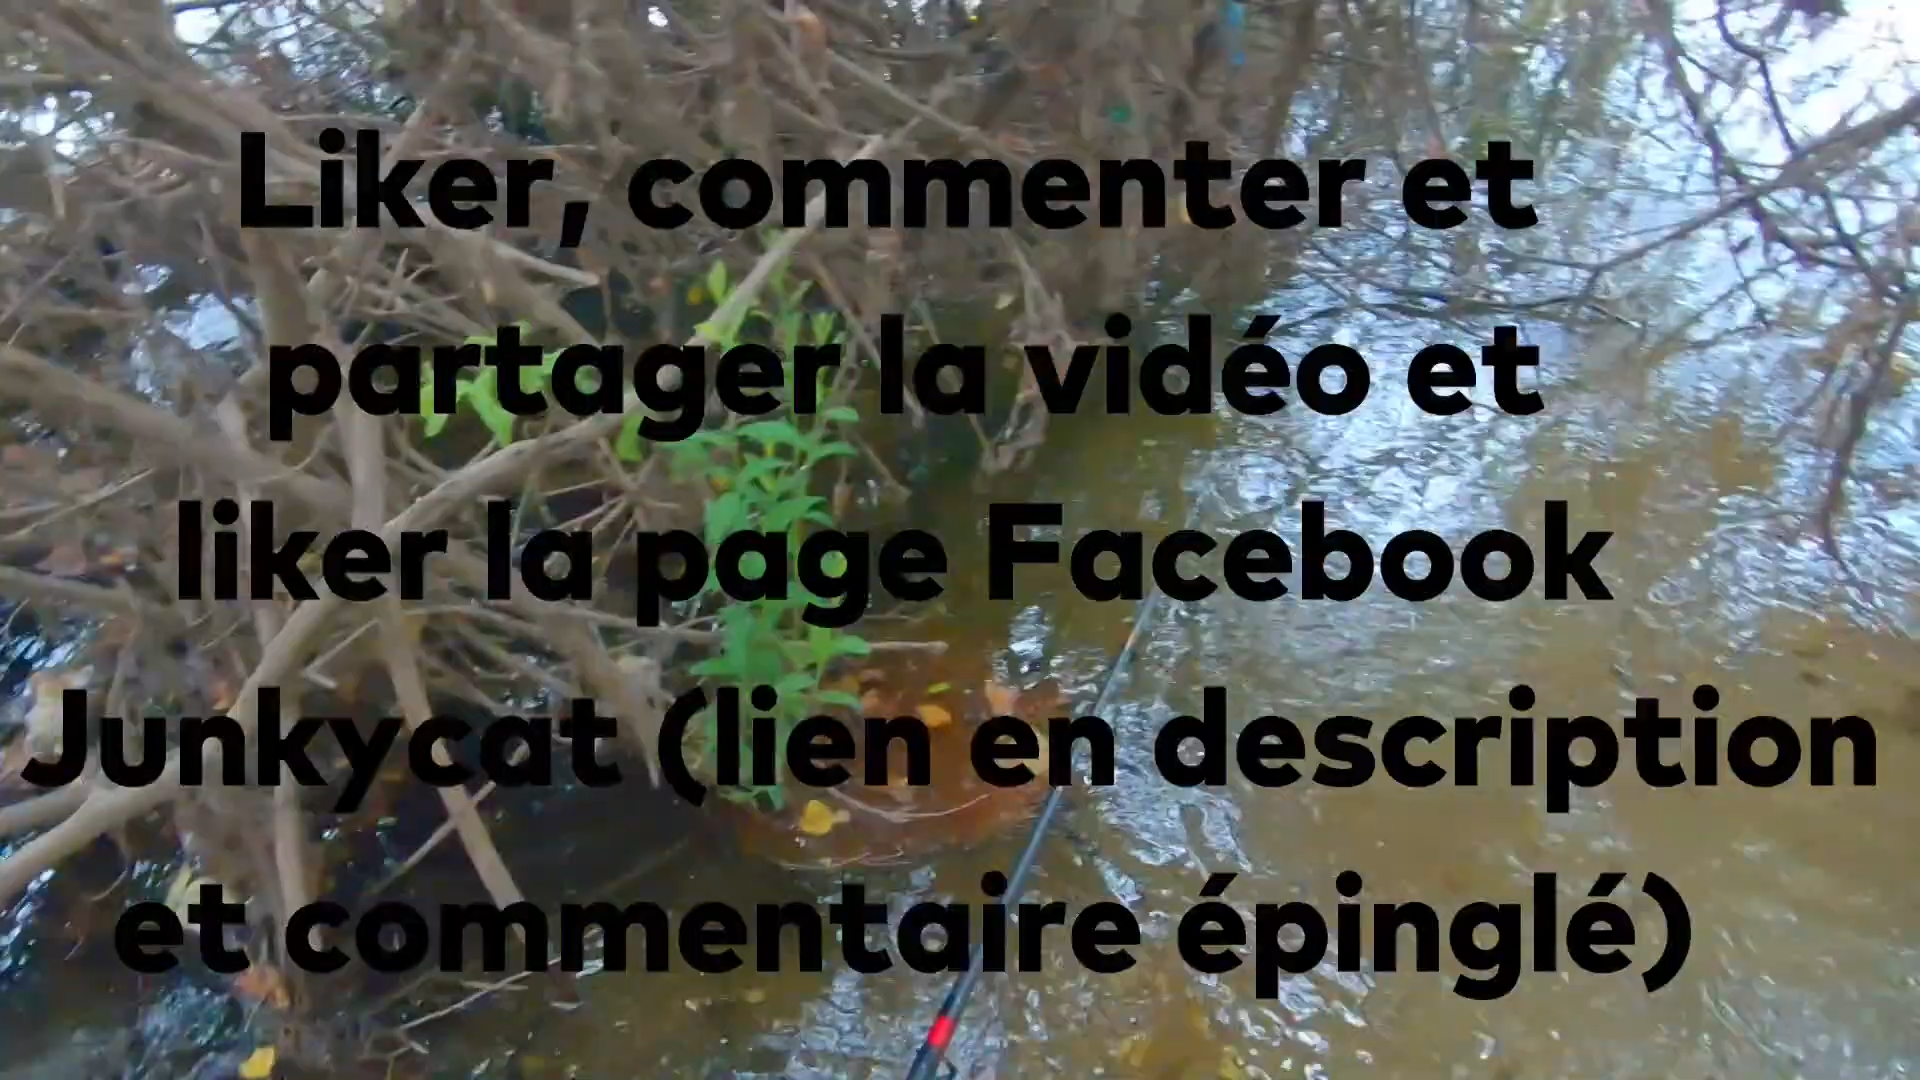 Liker, commenter et
partager la vidéo et
liker la page Facebook
Junkycat (lien en description
et commentaire épinglé)